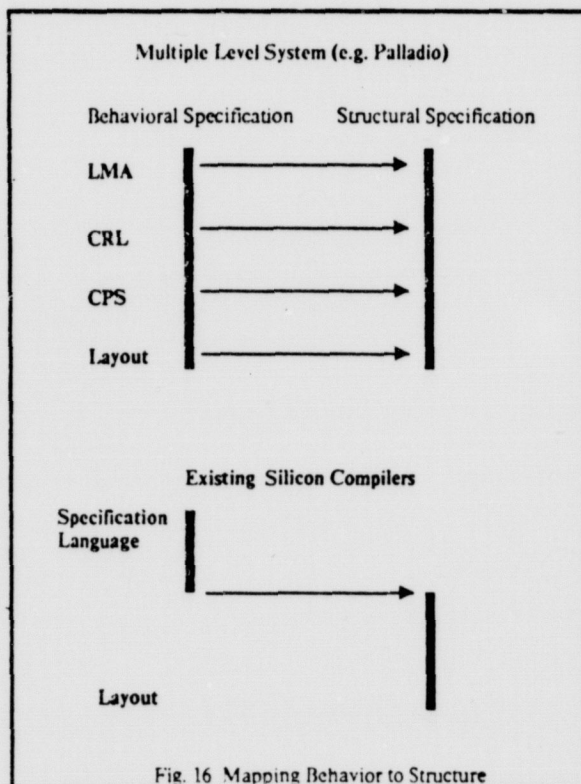 Multiple Level System (e.g. Palladio)
Behavioral Specification Structural Specification
LMA
CRL
CPS
Layout
Existing Silicon Compilers
Specification
Language
Layout
Fig. 16 Mapping Behavior to Structure